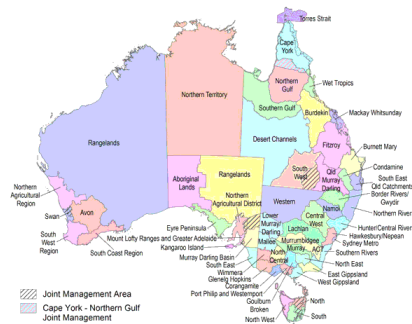 Torres Strait
Cape
York
Northern
Gulf
Wet Tropics
Northern Territory
Southern Gulf
Burdekin
Mackay Whitsunday
Rangelands
Desert Channels
Fitzroy
Burnett Mary
South
West
Condamine
Aboriginal
Lands
Rangelands
Qld
Murray
Darling
South East
Qld Catchments
Northern
Agricultural
Region
Northern
Agricultural District
Western
Border Rivers/
Gwydir
Namoi
Northern River
Avon
Swan
Lower
Murray/
Darling
Central
West
Hunter/Central River
Eyre Peninsula
Lachlan
Hawkesbury/Nepean
South
West
Region
Mount Lofty Ranges and Greater Adelaide
Mallee
Murrumbidgee
Sydney Metro
South Coast Region
Kangaroo Island
Murray
ACT
Southern Rivers
Murray Darling Basin
North
Central
South East
North East
Wimmera
East Gippsland
Glenelg Hopkins
West Gippsland
Corangamite
Goulburn
Broken
Port Philip and Westernport
Joint Management Area
North
Cape York - Northern Gulf
Joint Management
North West
South